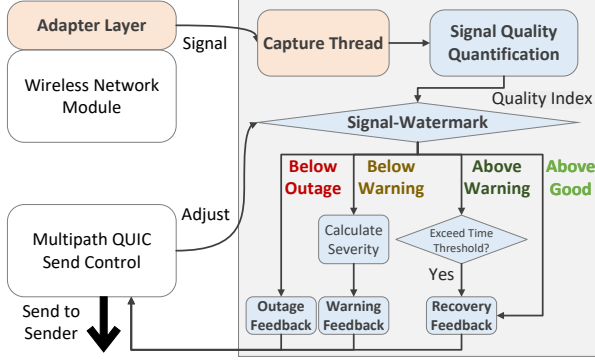 Adapter Layer
Signal
Wireless Network
Module
Capture Thread
Signal Quality
Quantification
Quality Index
Signal-Watermark
Below
Outage
Below
Warning
Above
Warning
Above
Good
Adjust
Multipath QUIC
Send Control
Calculate
Severity
Exceed Time
Threshold?
Yes
Send to
Sender
Outage
Feedback
Warning
Feedback
Recovery
Feedback